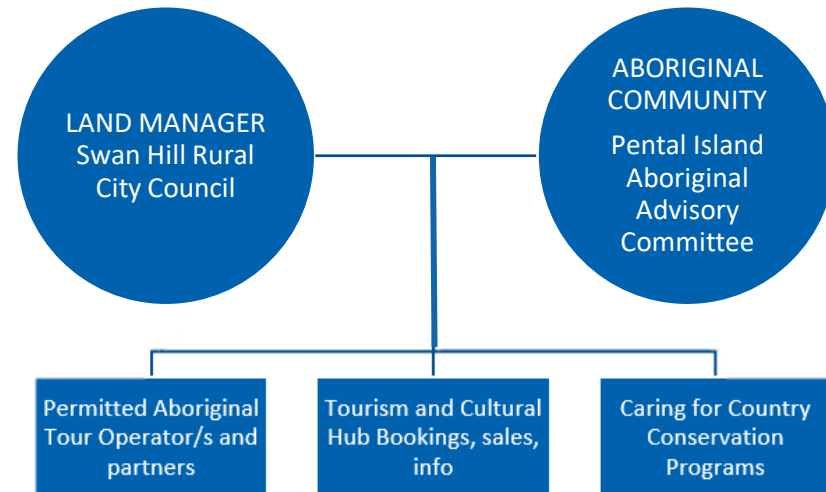 LAND MANAGER
Swan Hill Rural
City Council
ABORIGINAL
COMMUNITY
Pental Island
Aboriginal
Advisory
Committee
Permitted Aboriginal
Tour Operator/s and
partners
Tourism and Cultural
Hub Bookings, sales,
info
Caring for Country
Conservation
Programs